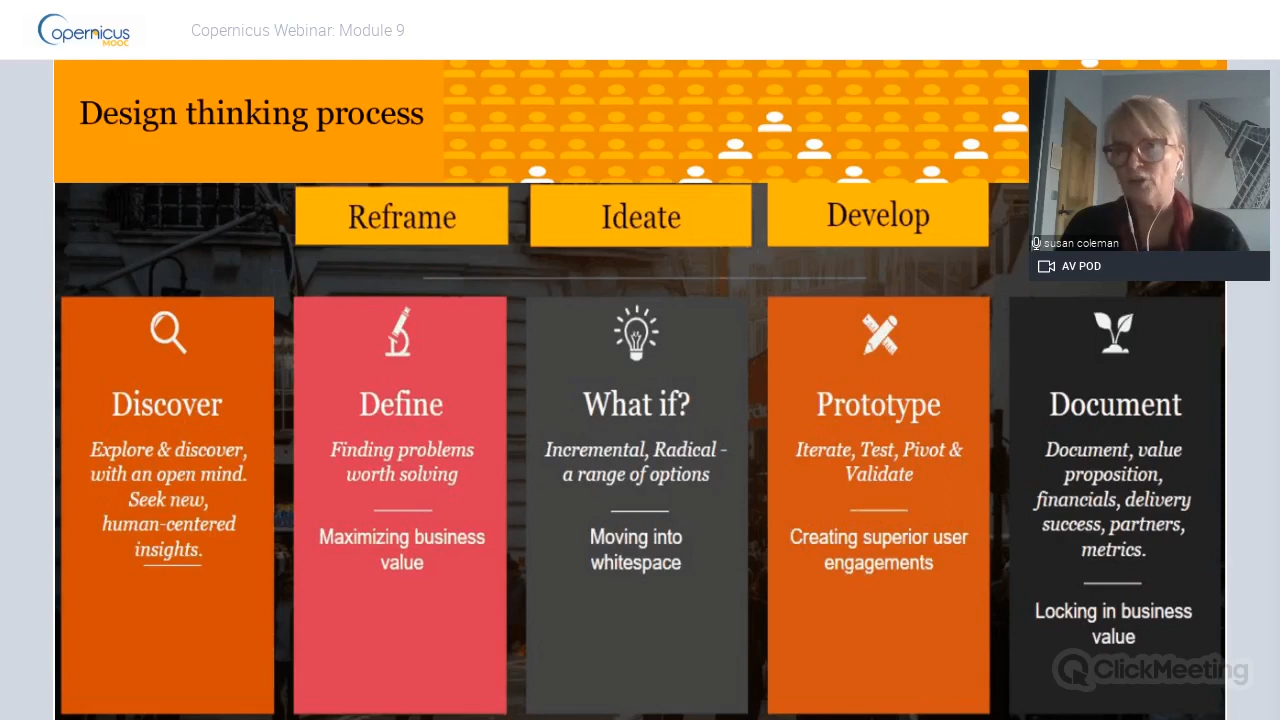 Copernicus
MOOC
Copernicus Webinar: Module 9
Design thinking process
susan coleman
AV POD
Reframe
Ideate
Develop
Discover
Explore & discover,
with an open mind.
Seek new,
human-centered
insights.
Define
Finding problems
worth solving
Maximizing business
value
What if?
Incremental, Radical -
a range of options
Moving into
whitespace
Prototype
Iterate, Test, Pivot &
Validate
Creating superior user
engagements
Document
Document, value
proposition,
financials, delivery
success, partners,
metrics.
Locking in business
value
ClickMeeting